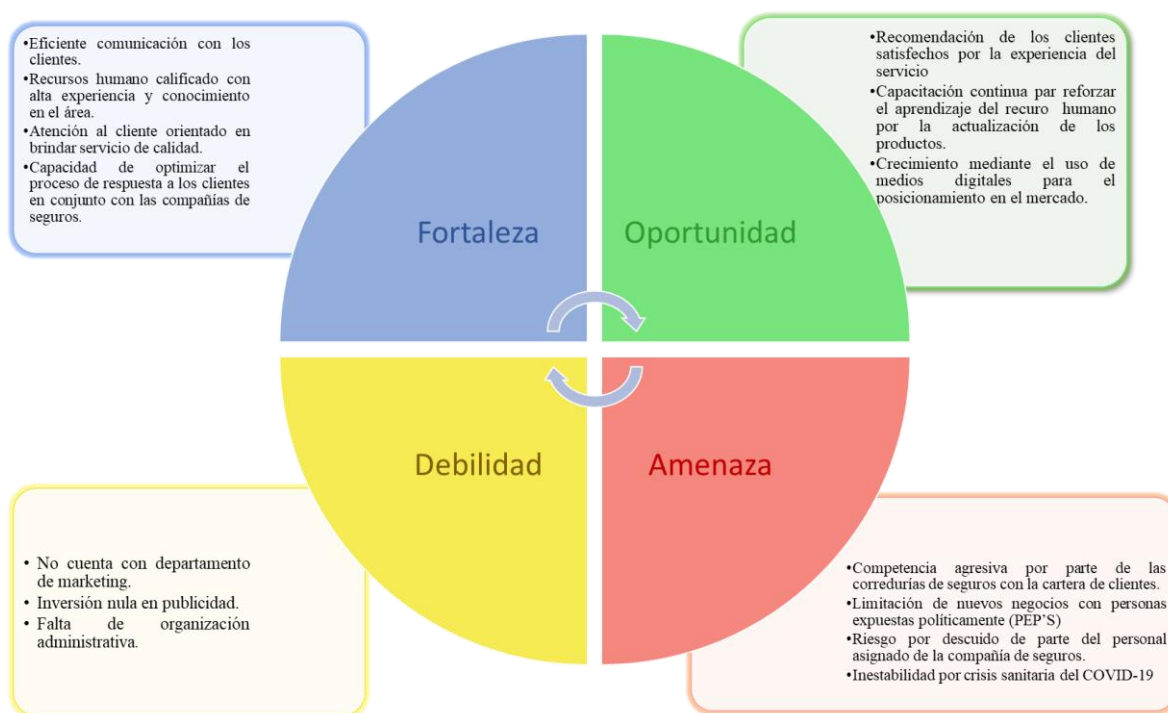 •Eficiente comunicación con los
clientes.
•Recursos humano calificado con
alta experiencia y conocimiento
en el área.
•Atención al cliente orientado en
brindar servicio de calidad.
•Capacidad de optimizar el
proceso de respuesta a los clientes
en conjunto con las compañías de
seguros.
•Recomendación de los clientes
satisfechos por la experiencia del
servicio
•Capacitación continua par reforzar
el aprendizaje del recuro humano
por la actualización de los
productos.
•Crecimiento mediante el uso de
medios digitales para el
posicionamiento en el mercado.
Fortaleza
Oportunidad
Debilidad
Amenaza
• No cuenta con departamento
de marketing.
• Inversión nula en publicidad.
• Falta de organización
administrativa.
•Competencia agresiva por parte de las
corredurías de seguros con la cartera de clientes.
•Limitación de nuevos negocios con personas
expuestas políticamente (PEP’S)
•Riesgo por descuido de parte del personal
asignado de la compañía de seguros.
•Inestabilidad por crisis sanitaria del COVID-19